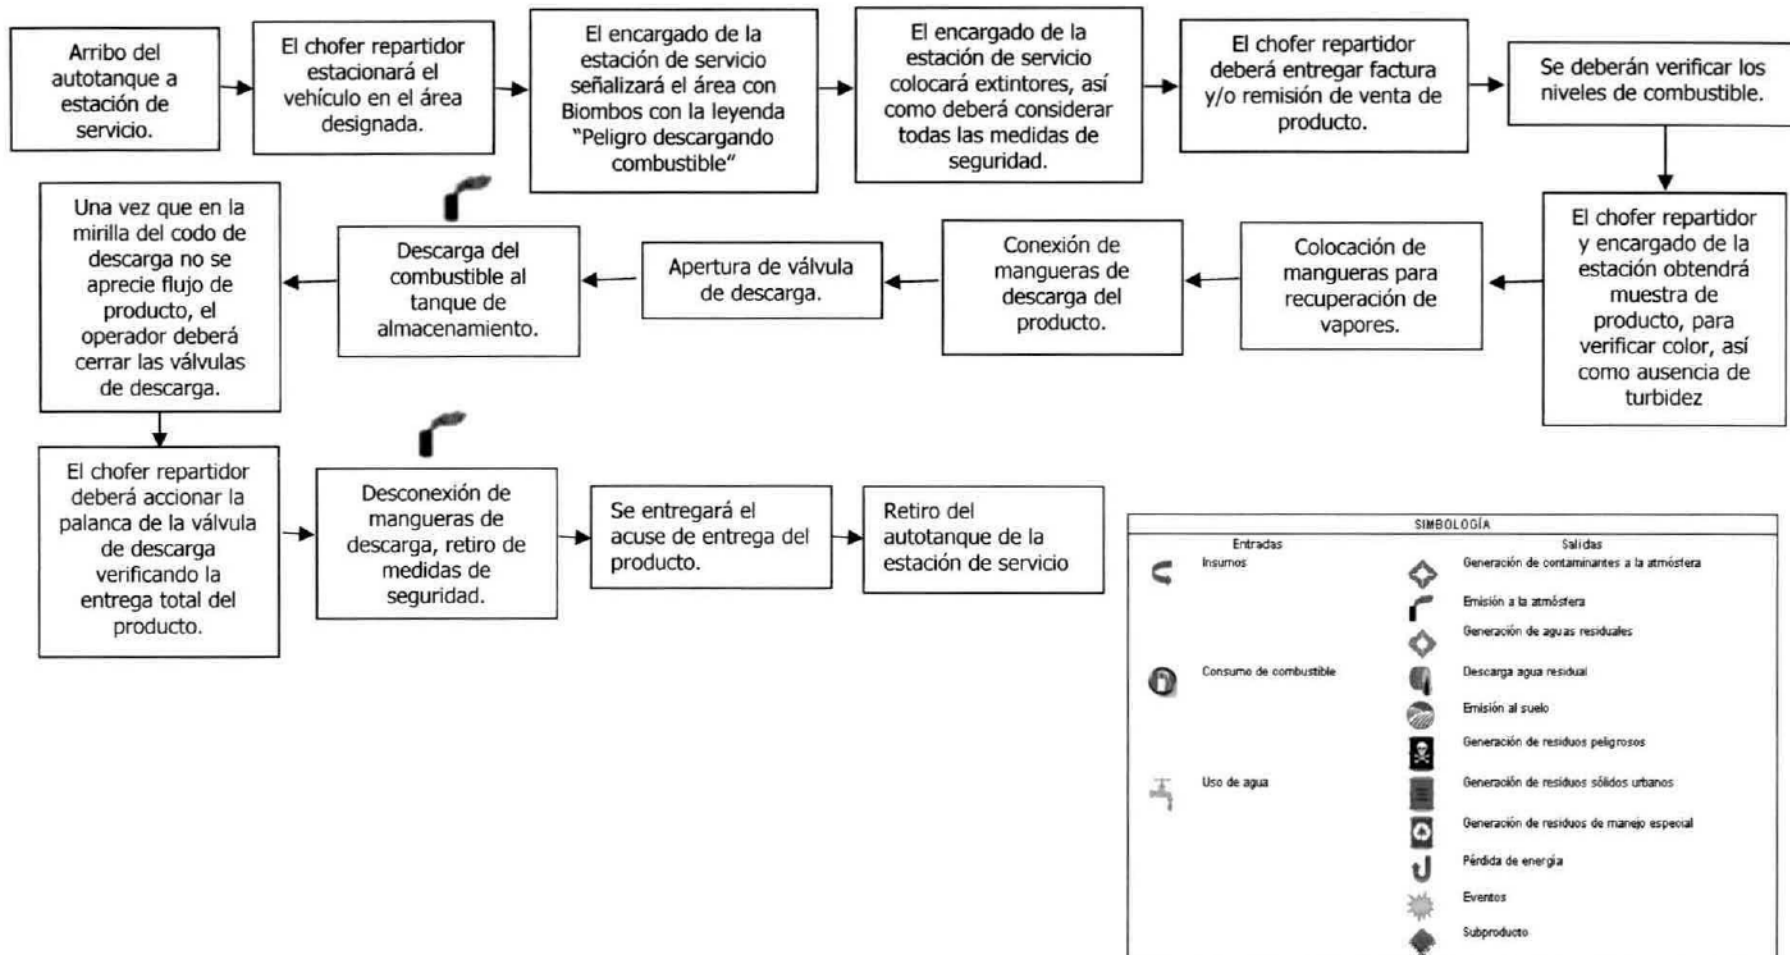 Arribo del
autotanque a
estación de
servicio.
El chofer repartidor
estacionará el
vehículo en el área
designada.
El encargado de la
estación de servicio
señalizará el área con
Biombos con la leyenda
"Peligro descargando
combustible"
El encargado de la
estación de servicio
colocará extintores, así
como deberá considerar
todas las medidas de
seguridad.
El chofer repartidor
deberá entregar factura
y/o remisión de venta de
producto.
Se deberán verificar los
niveles de combustible.
El chofer repartidor
y encargado de la
estación obtendrá
muestra de
producto, para
verificar color, así
como ausencia de
turbidez
Colocación de
mangueras para
recuperación de
vapores.
Conexión de
mangueras de
descarga del
producto.
Apertura de válvula
de descarga.
Descarga del
combustible al
tanque de
almacenamiento.
Una vez que en la
mirilla del codo de
descarga no se
aprecie flujo de
producto, el
operador deberá
cerrar las válvulas
de descarga.
El chofer repartidor
deberá accionar la
palanca de la válvula
de descarga
verificando la
entrega total del
producto.
Desconexión de
mangueras de
descarga, retiro de
medidas de
seguridad.
Se entregará el
acuse de entrega del
producto.
Retiro del
autotanque de la
estación de servicio
SIMBOLOGÍA
Entradas
Salidas
Insumos
Generación de contaminantes a la atmósfera
Emisión a la atmósfera
Generación de aguas residuales
Consumo de combustible
Descarga agua residual
Emisión al suelo
Generación de residuos peligrosos
Uso de agua
Generación de residuos sólidos urbanos
Generación de residuos de manejo especial
Pérdida de energía
Eventos
Subproducto